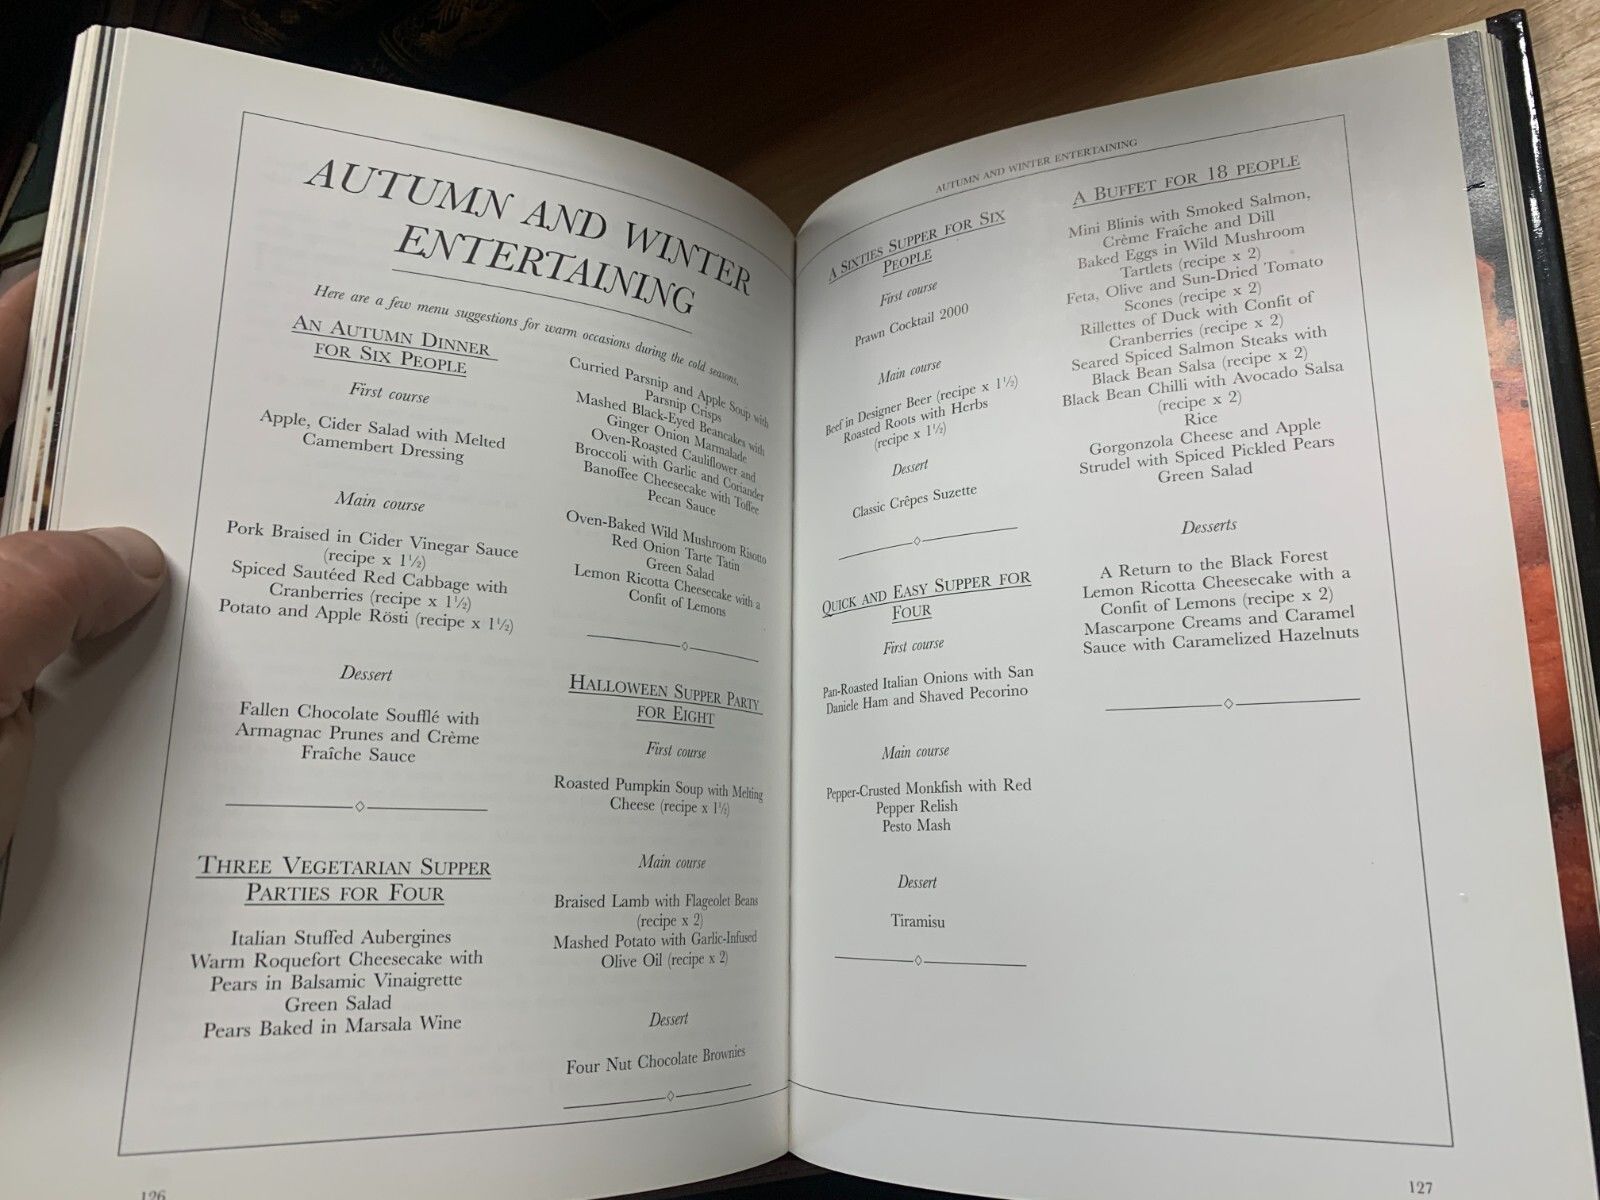 AUTUMN AND WINTER
ENTERTAINING
Here are a few menu suggestions for warm occasions during the cold seasons.
AN AUTUMN DINNER
FOR SIX PEOPLE
First course
Apple, Cider Salad with Melted
Camembert Dressing
Main course
Pork Braised in Cider Vinegar Sauce
(recipe x 1½)
Spiced Sautéed Red Cabbage with
Cranberries (recipe x 1½)
Potato and Apple Rösti (recipe x 1½)
Dessert
Fallen Chocolate Soufflé with
Armagnac Prunes and Crème
Fraîche Sauce
THREE VEGETARIAN SUPPER
PARTIES FOR FOUR
Italian Stuffed Aubergines
Warm Roquefort Cheesecake with
Pears in Balsamic Vinaigrette
Green Salad
Pears Baked in Marsala Wine
Curried Parsnip and Apple Soup with
Parsnip Crisps
Mashed Black-Eyed Beancakes with
Ginger Onion Marmalade
Oven-Roasted Cauliflower and
Broccoli with Garlic and Coriander
Banoffee Cheesecake with Toffee
Pecan Sauce
Oven-Baked Wild Mushroom Risotto
Red Onion Tarte Tatin
Green Salad
Lemon Ricotta Cheesecake with a
Confit of Lemons
HALLOWEEN SUPPER PARTY
FOR EIGHT
First course
Roasted Pumpkin Soup with Melting
Cheese (recipe x 1½)
Main course
Braised Lamb with Flageolet Beans
(recipe x 2)
Mashed Potato with Garlic-Infused
Olive Oil (recipe x 2)
Dessert
Four Nut Chocolate Brownies
126
AUTUMN AND WINTER ENTERTAINING
A SIXTIES SUPPER FOR SIX
PEOPLE
First course
Prawn Cocktail 2000
Main course
Beef in Designer Beer (recipe x 1½)
Roasted Roots with Herbs
(recipe x 1½)
Dessert
Classic Crêpes Suzette
QUICK AND EASY SUPPER FOR
FOUR
First course
Pan-Roasted Italian Onions with San
Daniele Ham and Shaved Pecorino
Main course
Pepper-Crusted Monkfish with Red
Pepper Relish
Pesto Mash
Dessert
Tiramisu
A BUFFET FOR 18 PEOPLE
Mini Blinis with Smoked Salmon,
Crème Fraîche and Dill
Baked Eggs in Wild Mushroom
Tartlets (recipe x 2)
Feta, Olive and Sun-Dried Tomato
Scones (recipe x 2)
Rillettes of Duck with Confit of
Cranberries (recipe x 2)
Seared Spiced Salmon Steaks with
Black Bean Salsa (recipe x 2)
Black Bean Chilli with Avocado Salsa
(recipe x 2)
Rice
Gorgonzola Cheese and Apple
Strudel with Spiced Pickled Pears
Green Salad
Desserts
A Return to the Black Forest
Lemon Ricotta Cheesecake with a
Confit of Lemons (recipe x 2)
Mascarpone Creams and Caramel
Sauce with Caramelized Hazelnuts
127